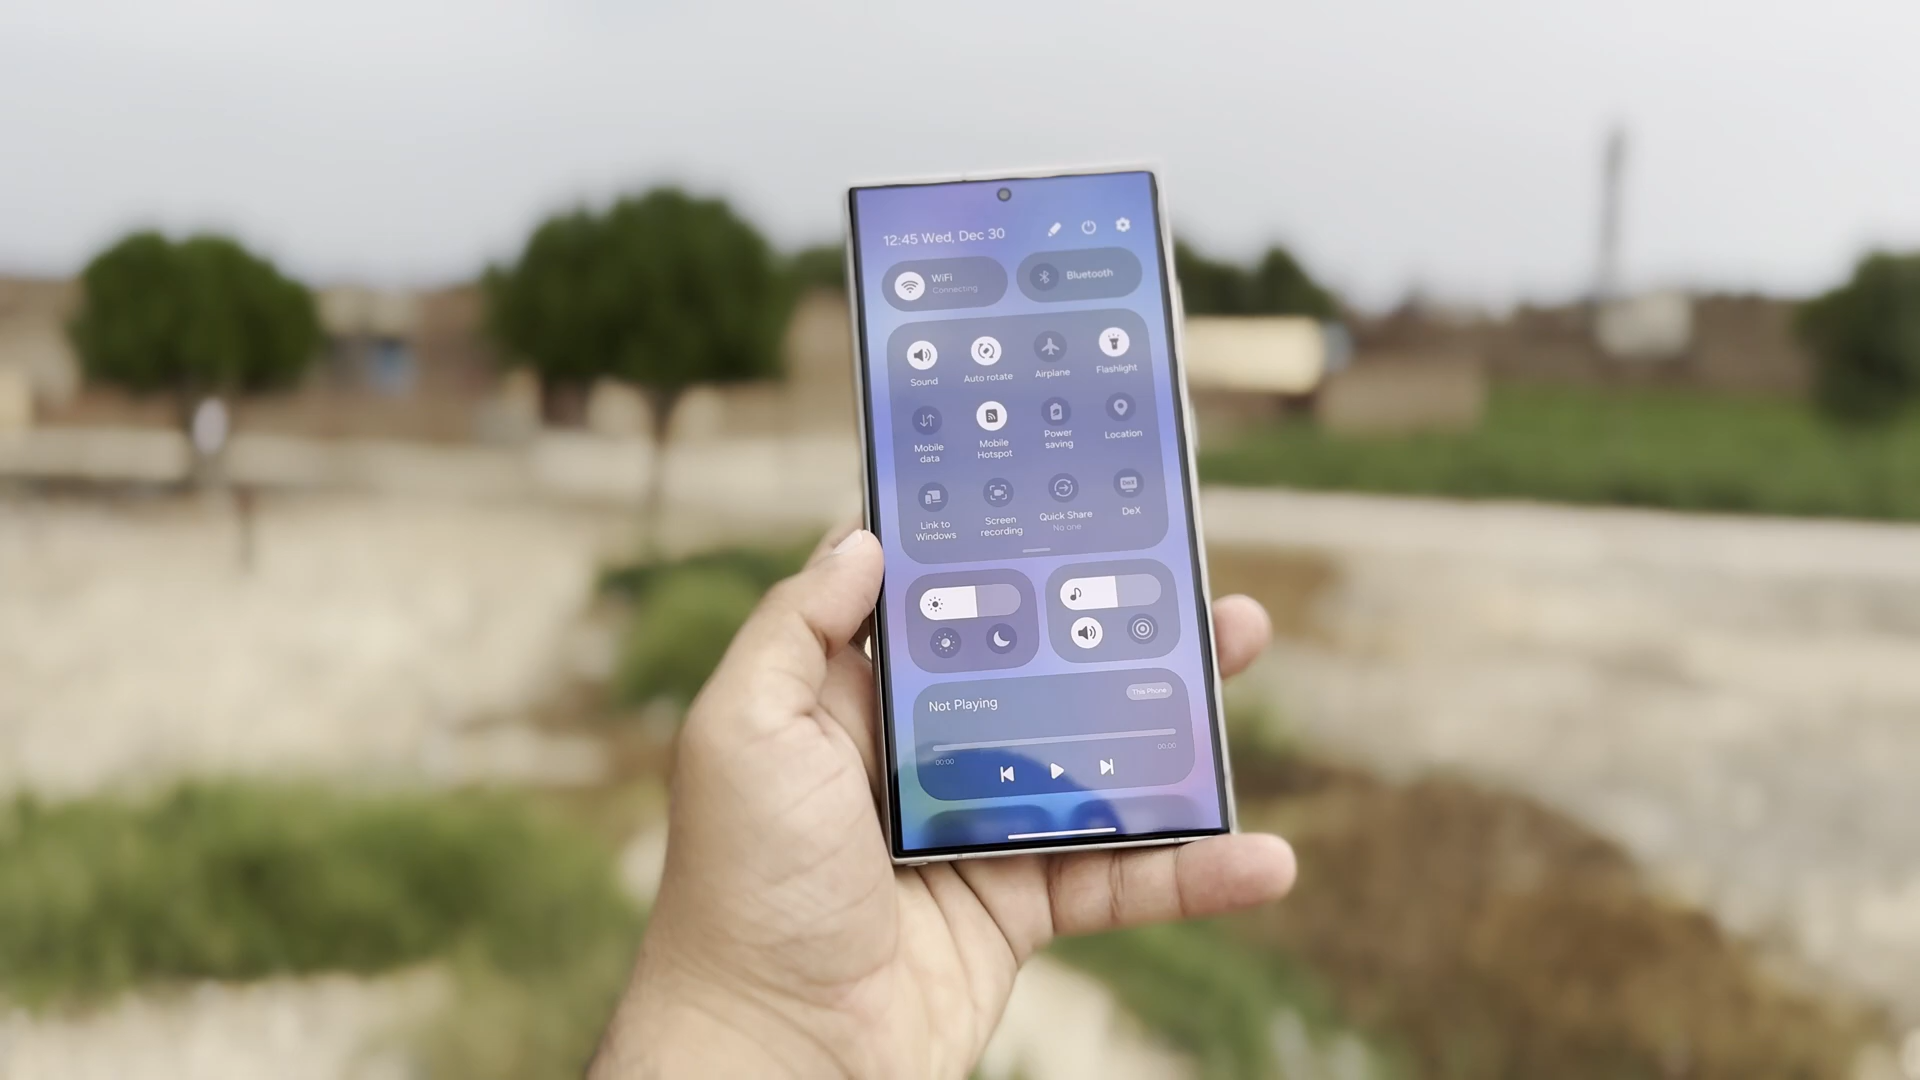 12:45 Wed, Dec 30
WiFi
Connecting
Bluetooth
Sound
Auto rotate
Airplane
Flashlight
Mobile
data
Mobile
Hotspot
Power
saving
Location
Link to
Windows
Screen
recording
Quick Share
No one
DeX
DeX
Not Playing
This Phone
00:00
00:00